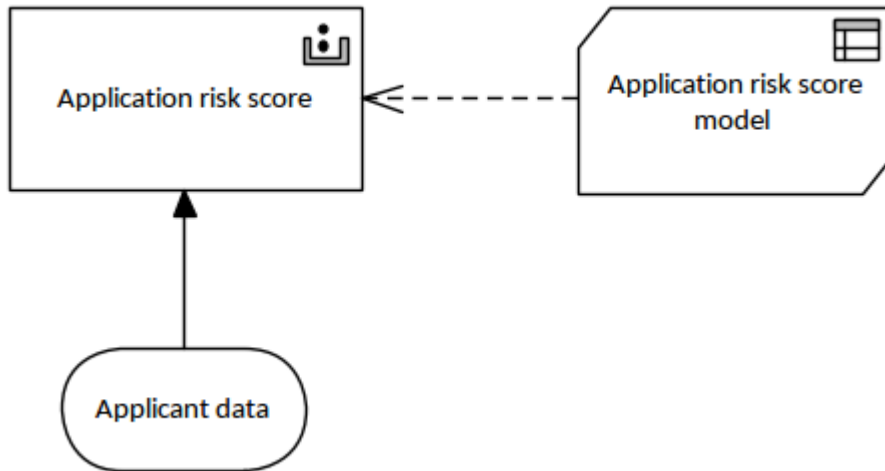 Application risk score
Application risk score
model
Applicant data